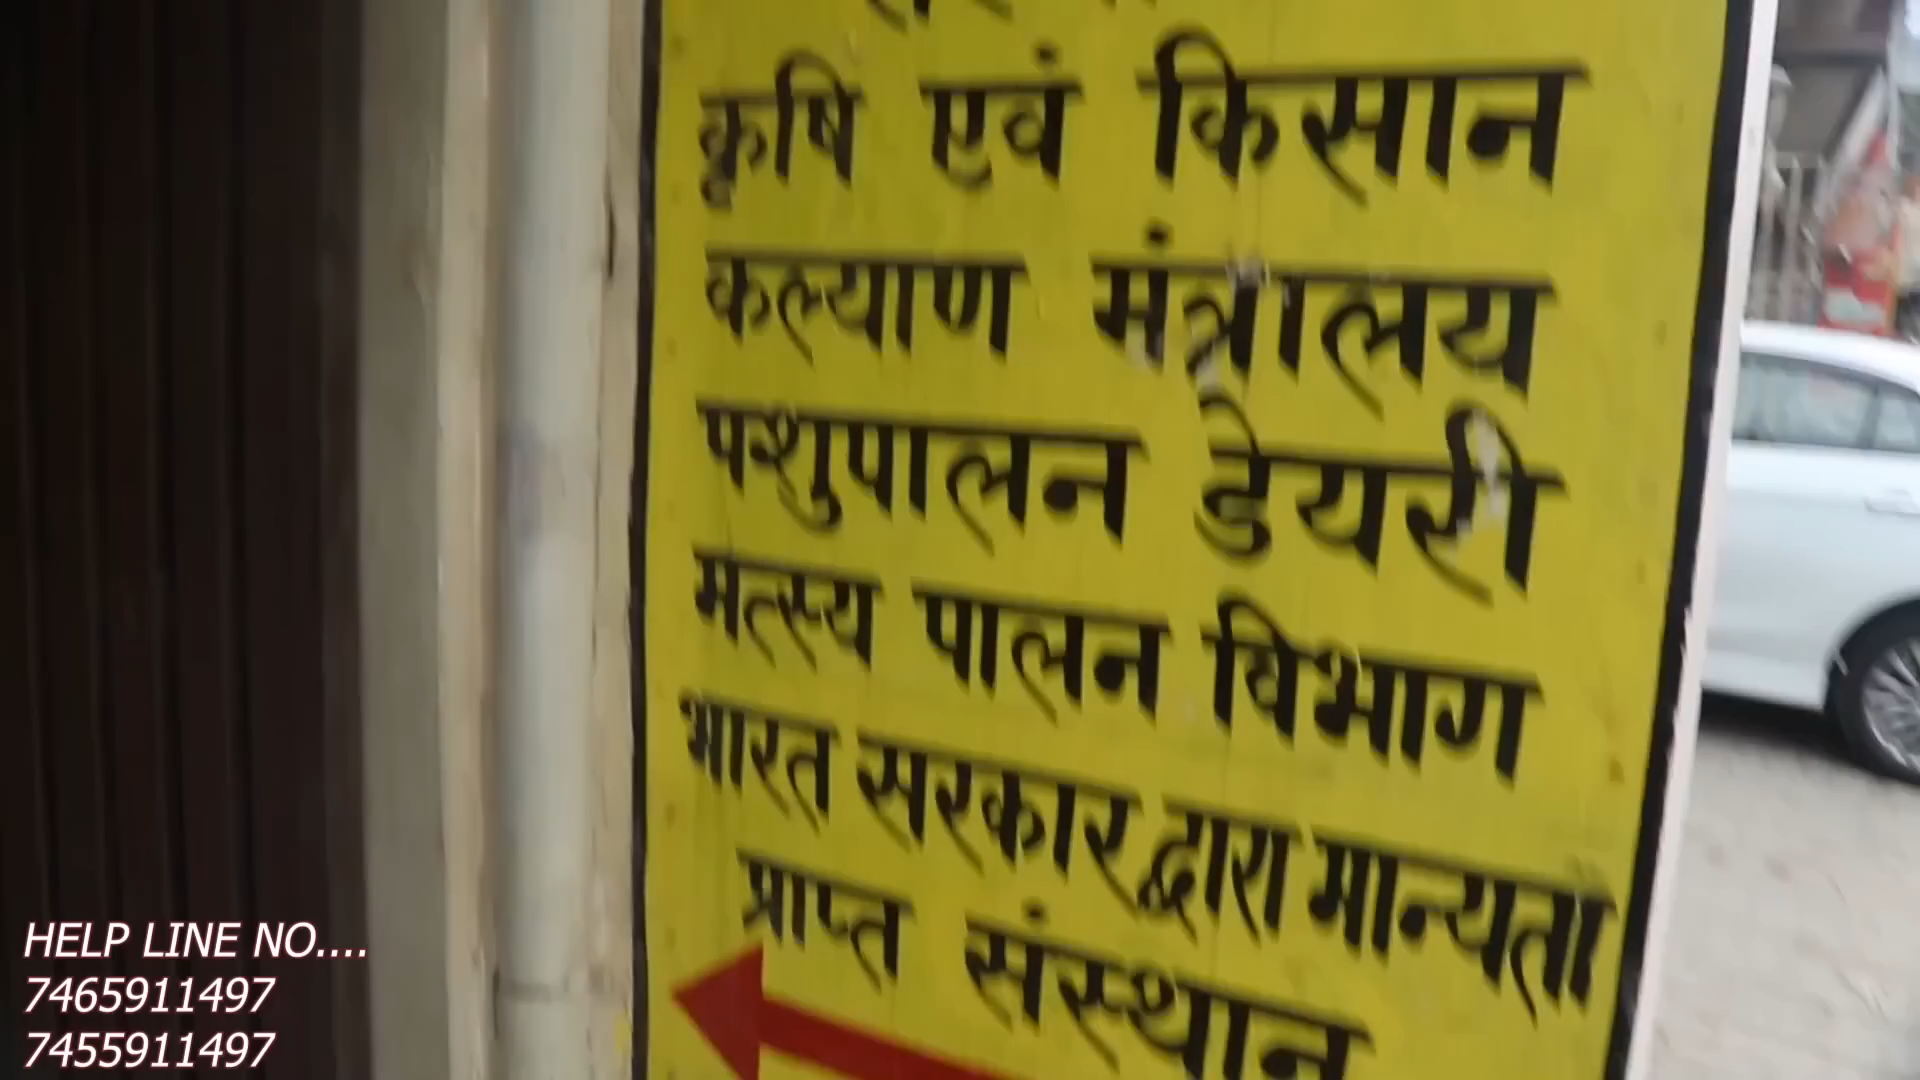 कृषि एवं किसान
कल्याण मंत्रालय
पशुपालन डेयरी
मत्स्य पालन विभाग
भारत सरकार द्वारा मान्यता
प्राप्त संस्थान
HELP LINE NO....
7465911497
7455911497